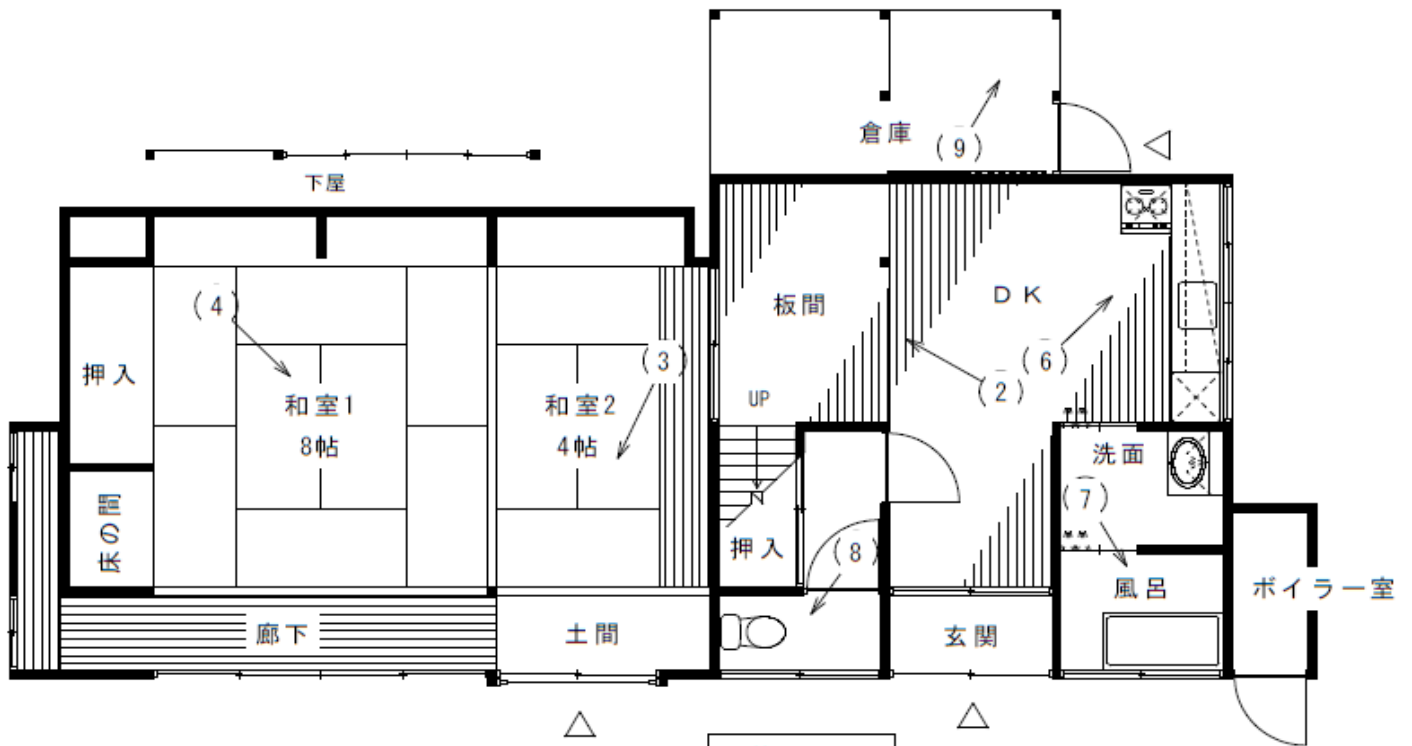 倉庫
(9)
下屋
(4)
板間
DK
(3)
(6)
(2)
押入
和室1
8帖
和室2
4帖
UP
洗面
(7)
床の間
押入
(8)
風呂
ボイラー室
廊下
土間
玄関